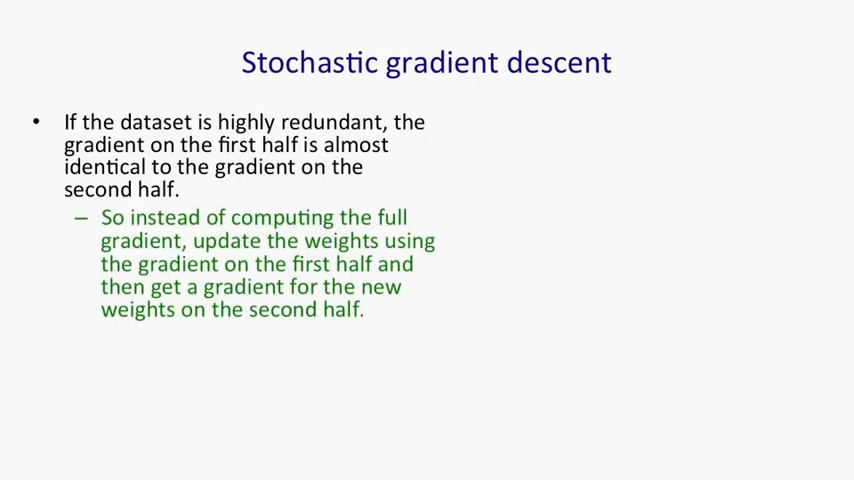 Stochastic gradient descent
• If the dataset is highly redundant, the
gradient on the first half is almost
identical to the gradient on the
second half.
– So instead of computing the full
gradient, update the weights using
the gradient on the first half and
then get a gradient for the new
weights on the second half.